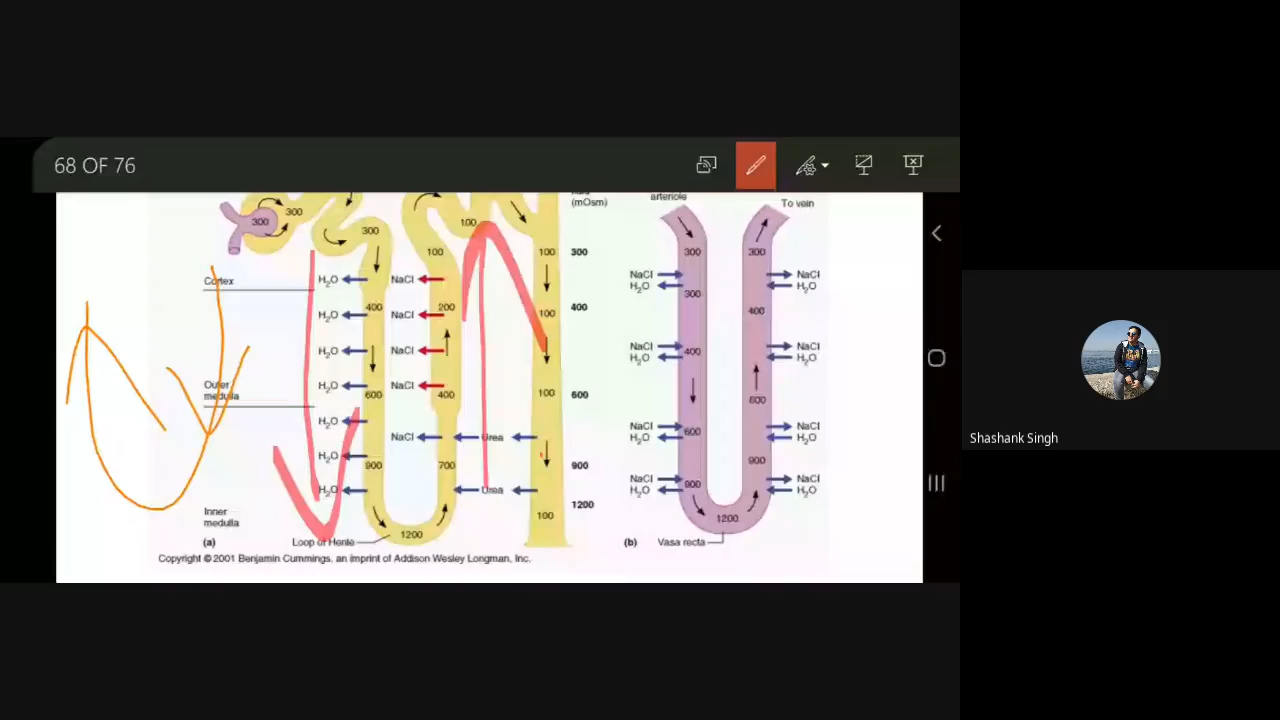 68 OF 76
(mOsm)
arteriole
To vein
300
300
300
100
100
100
300
300
300
Cortex
H₂O
NaCl
NaCl
H₂O
NaCl
H₂O
300
400
H₂O
400
NaCl
200
100
400
400
H₂O
NaCl
NaCl
H₂O
400
NaCl
H₂O
Outer
medulla
H₂O
600
NaCl
400
100
600
600
H₂O
NaCl
H₂O
600
NaCl
H₂O
NaCl
Urea
H₂O
900
700
900
900
H₂O
NaCl
H₂O
900
NaCl
H₂O
Urea
1200
Inner
medulla
100
1200
1200
(a)
Loop of Henle
(b)
Vasa recta
Copyright © 2001 Benjamin Cummings, an imprint of Addison Wesley Longman, Inc.
Shashank Singh